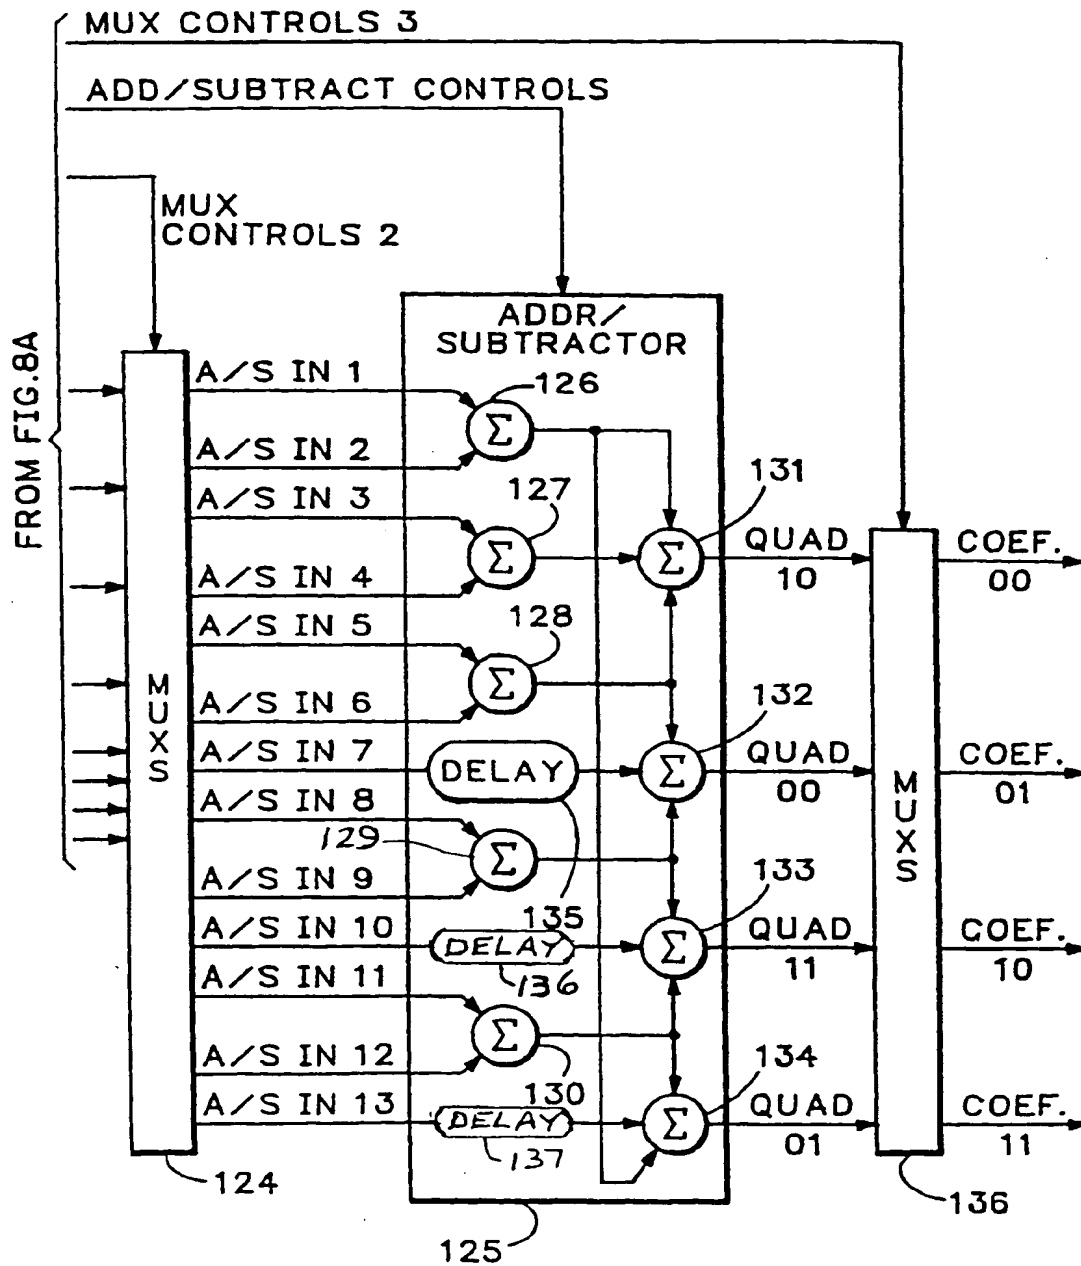 MUX CONTROLS 3
ADD/SUBTRACT CONTROLS
MUX
CONTROLS 2
FROM FIG.8A
ADDR/
SUBTRACTOR
A/S IN 1
126
Σ
A/S IN 2
A/S IN 3
127
131
Σ
Σ
QUAD
10
COEF.
00
A/S IN 4
A/S IN 5
128
Σ
132
A/S IN 6
MUXS
A/S IN 7
DELAY
Σ
QUAD
00
MUXS
COEF.
01
A/S IN 8
129
Σ
133
A/S IN 9
135
A/S IN 10
DELAY
136
Σ
QUAD
11
COEF.
10
A/S IN 11
Σ
134
A/S IN 12
130
A/S IN 13
DELAY
137
Σ
QUAD
01
COEF.
11
124
136
125